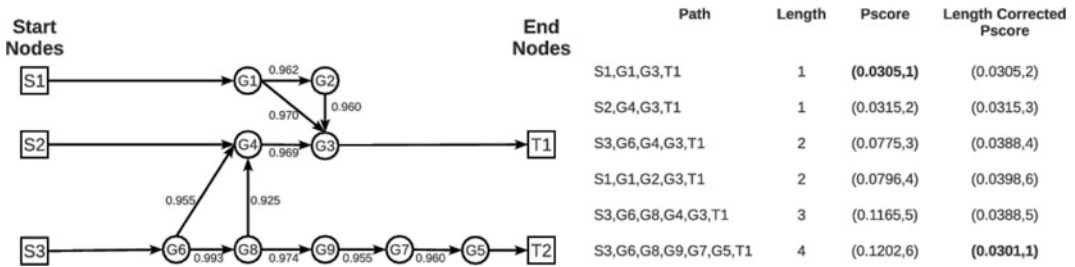 Start
Nodes
End
Nodes
S1
G1
0.962
G2
0.970
0.960
S2
G4
0.969
G3
T1
0.955
0.925
S3
G6
0.993
G8
0.974
G9
0.955
G7
0.960
G5
T2
Path Length Pscore Length Corrected
Pscore
S1,G1,G3,T1 1 (0.0305,1) (0.0305,2)
S2,G4,G3,T1 1 (0.0315,2) (0.0315,3)
S3,G6,G4,G3,T1 2 (0.0775,3) (0.0388,4)
S1,G1,G2,G3,T1 2 (0.0796,4) (0.0398,6)
S3,G6,G8,G4,G3,T1 3 (0.1165,5) (0.0388,5)
S3,G6,G8,G9,G7,G5,T1 4 (0.1202,6) (0.0301,1)